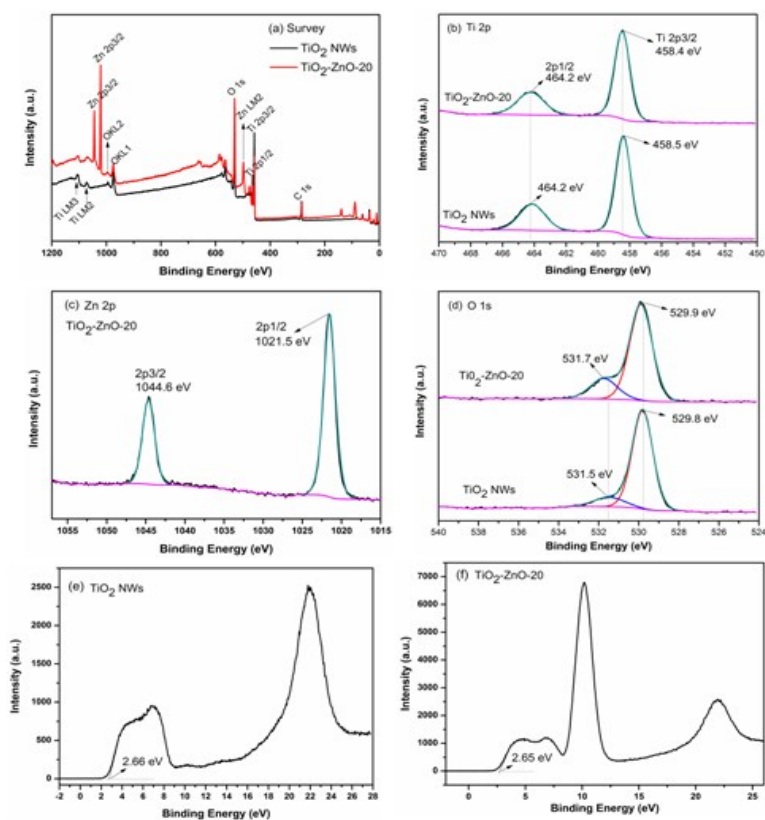 (a) Survey
TiO2 NWs
TiO2-ZnO-20
Zn 2p3/2
Zn 2p3/2
OKL2
OKL1
Ti LM3
Ti LM2
O 1s
Zn LM2
Ti 2p3/2
Ti 2p1/2
C 1s
Intensity (a.u.)
1200 1000 800 600 400 200 0
Binding Energy (eV)
(b) Ti 2p
Ti 2p3/2
458.4 eV
2p1/2
464.2 eV
TiO2-ZnO-20
458.5 eV
464.2 eV
TiO2 NWs
Intensity (a.u.)
470 468 466 464 462 460 458 456 454 452 450
Binding Energy (eV)
(c) Zn 2p
TiO2-ZnO-20
2p1/2
1021.5 eV
2p3/2
1044.6 eV
Intensity (a.u.)
1055 1050 1045 1040 1035 1030 1025 1020 1015
Binding Energy (eV)
(d) O 1s
529.9 eV
531.7 eV
Ti02-ZnO-20
529.8 eV
531.5 eV
TiO2 NWs
Intensity (a.u.)
540 538 536 534 532 530 528 526 524
Binding Energy (eV)
(e) TiO2 NWs
2500
2000
1500
1000
500
0
2.66 eV
Intensity (a.u.)
-2 0 2 4 6 8 10 12 14 16 18 20 22 24 26 28
Binding Energy (eV)
(f) TiO2-ZnO-20
7000
6000
5000
4000
3000
2000
1000
0
2.65 eV
Intensity (a.u.)
0 5 10 15 20 25
Binding Energy (eV)